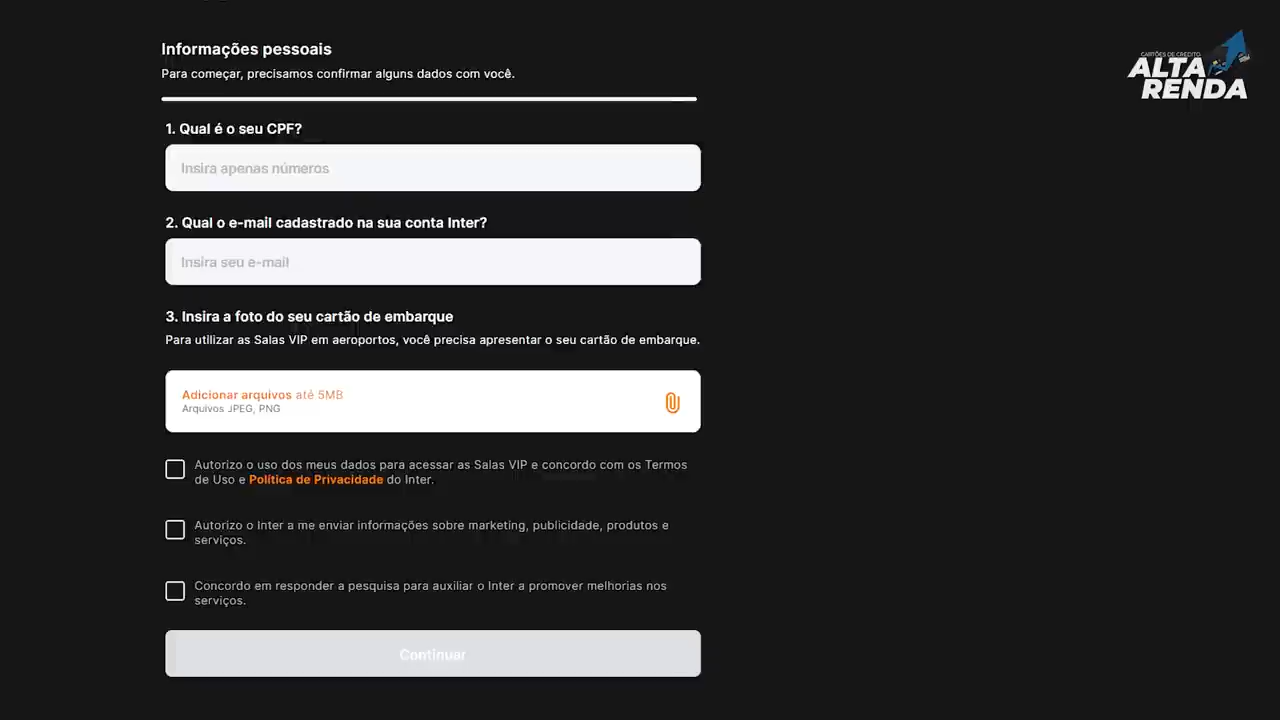 Informações pessoais
Para começar, precisamos confirmar alguns dados com você.
CARTÕES DE CRÉDITO
ALTA
RENDA
1. Qual é o seu CPF?
Insira apenas números
2. Qual o e-mail cadastrado na sua conta Inter?
Insira seu e-mail
3. Insira a foto do seu cartão de embarque
Para utilizar as Salas VIP em aeroportos, você precisa apresentar o seu cartão de embarque.
Adicionar arquivos até 5MB
Arquivos JPEG, PNG
Autorizo o uso dos meus dados para acessar as Salas VIP e concordo com os Termos
de Uso e Política de Privacidade do Inter.
Autorizo o Inter a me enviar informações sobre marketing, publicidade, produtos e
serviços.
Concordo em responder a pesquisa para auxiliar o Inter a promover melhorias nos
serviços.
Continuar